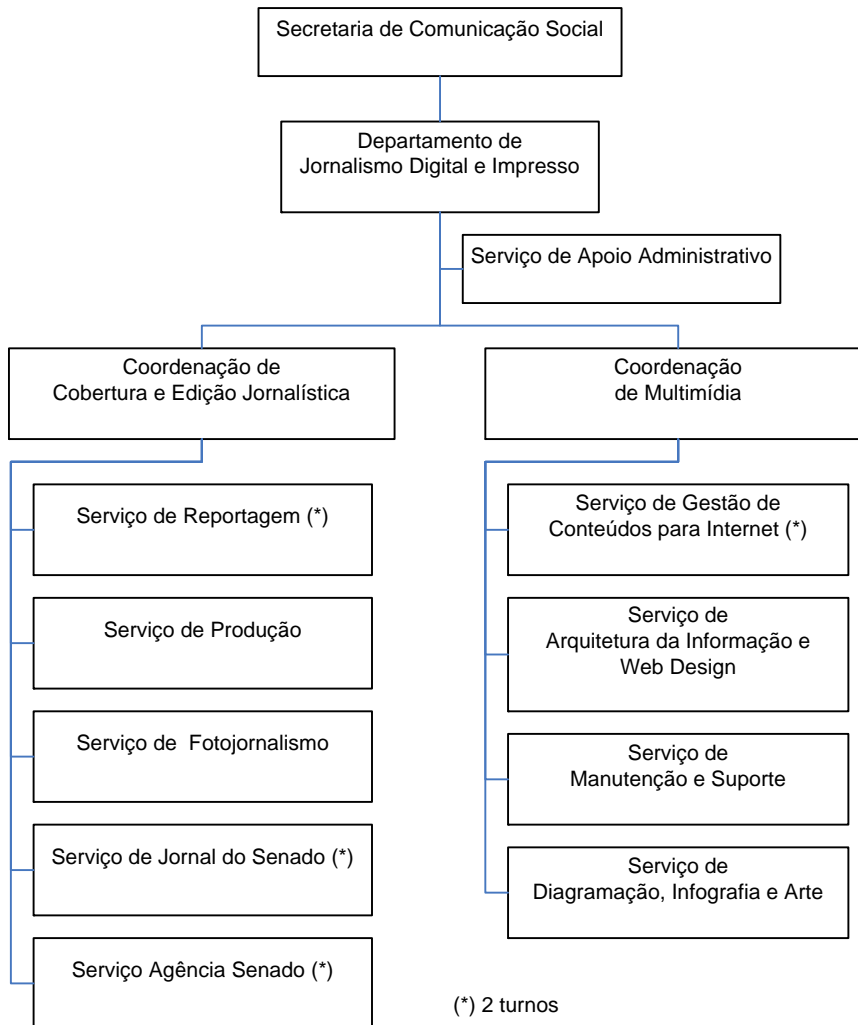 Secretaria de Comunicação Social
Departamento de
Jornalismo Digital e Impresso
Serviço de Apoio Administrativo
Coordenação de
Cobertura e Edição Jornalística
Serviço de Reportagem (*)
Serviço de Produção
Serviço de Fotojornalismo
Serviço de Jornal do Senado (*)
Serviço Agência Senado (*)
Coordenação
de Multimídia
Serviço de Gestão de
Conteúdos para Internet (*)
Serviço de
Arquitetura da Informação e
Web Design
Serviço de
Manutenção e Suporte
Serviço de
Diagramação, Infografia e Arte
(*) 2 turnos